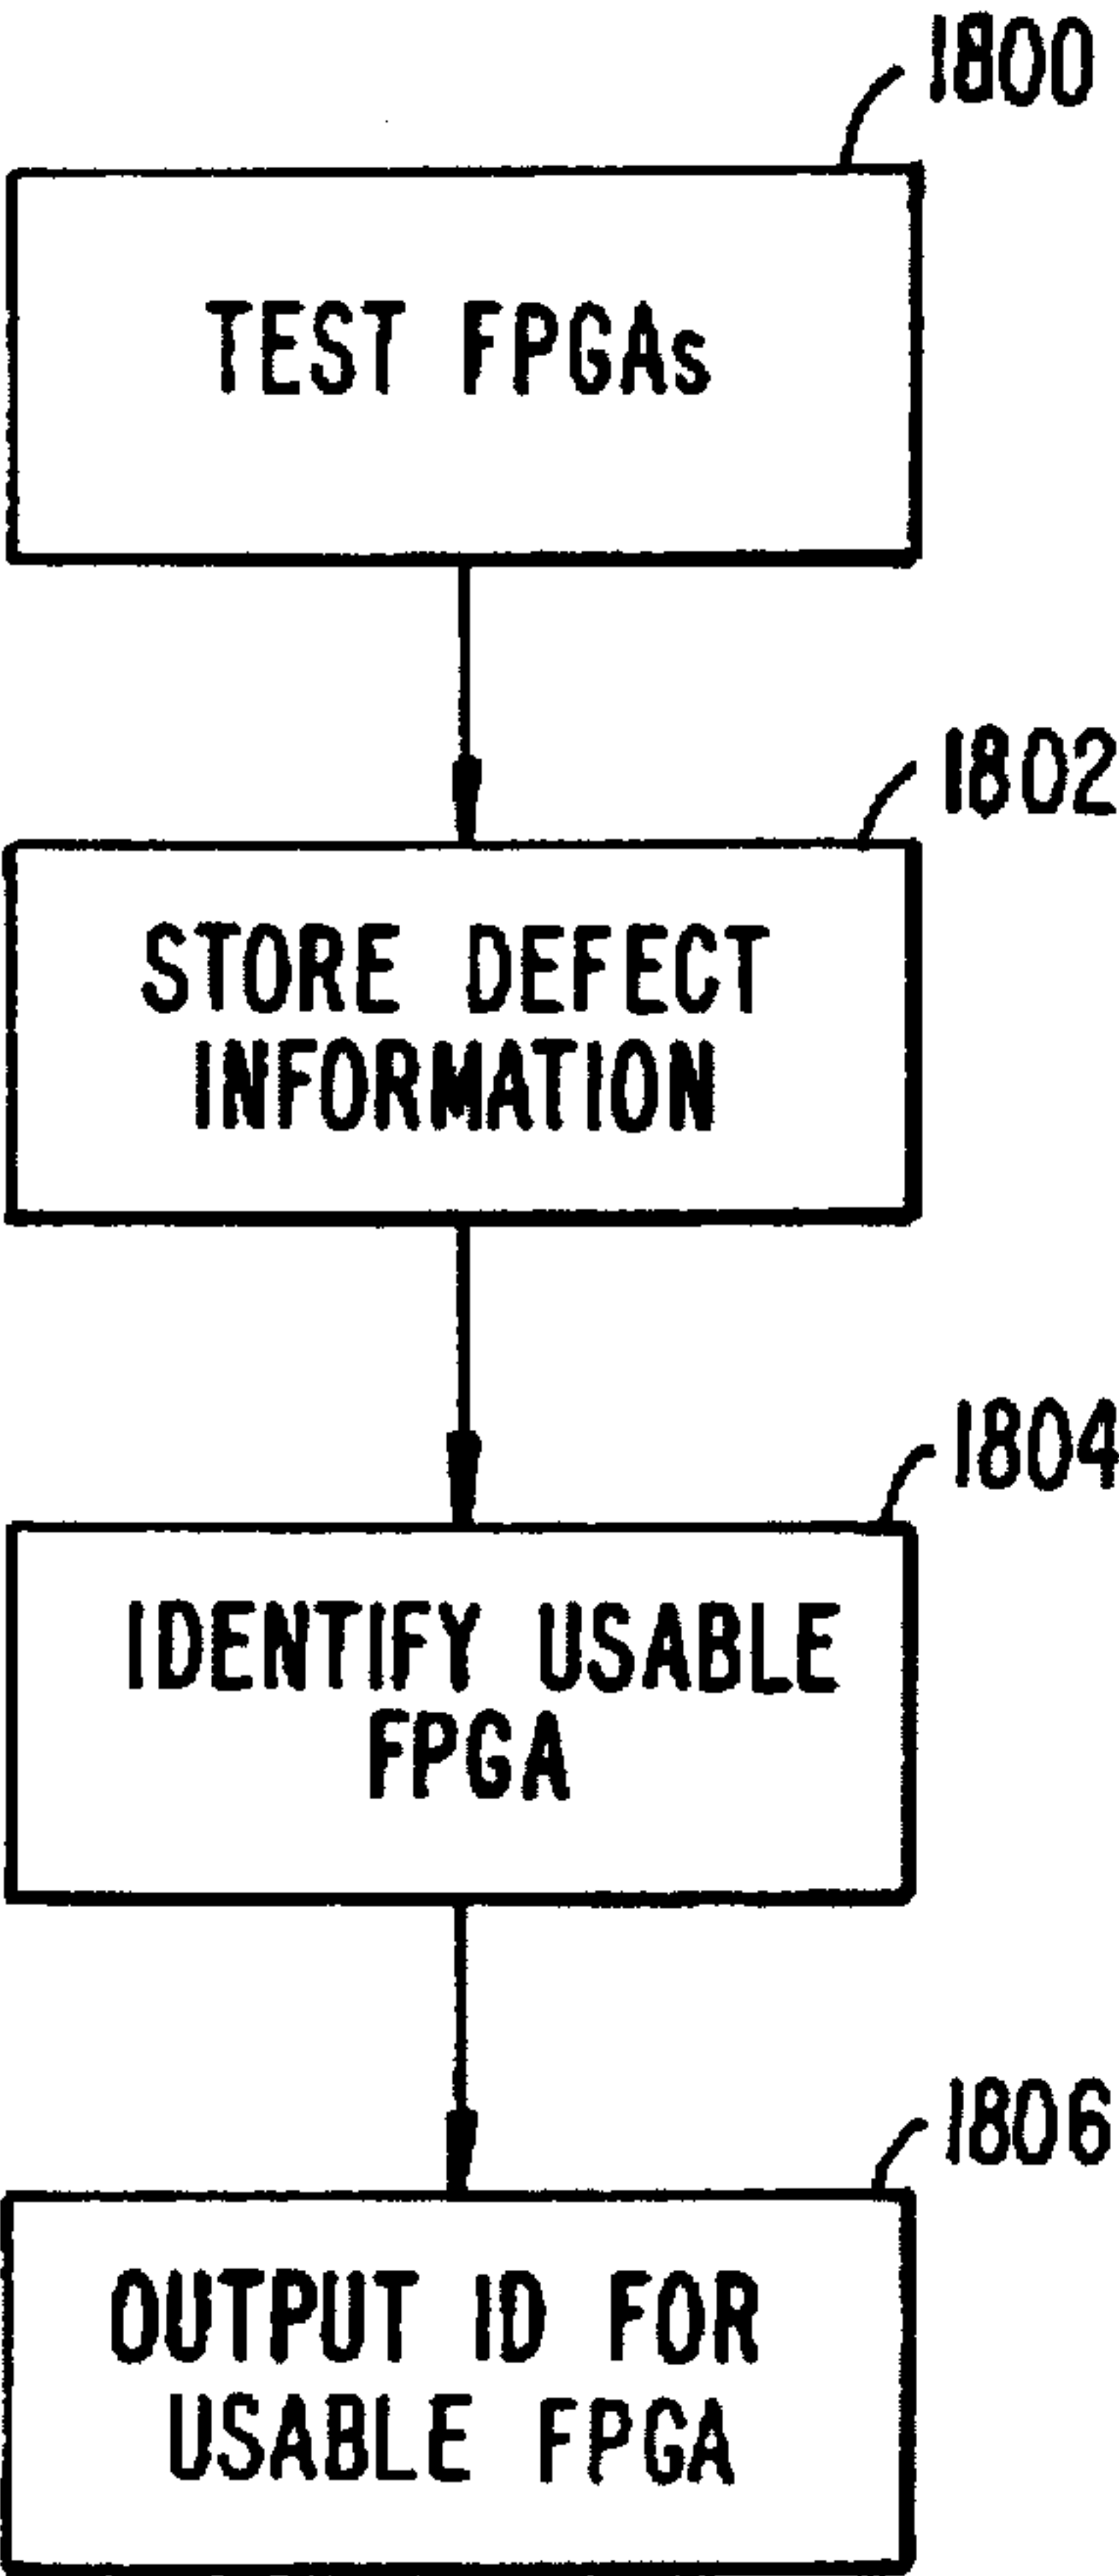 1800
TEST FPGAs
1802
STORE DEFECT
INFORMATION
1804
IDENTIFY USABLE
FPGA
1806
OUTPUT ID FOR
USABLE FPGA